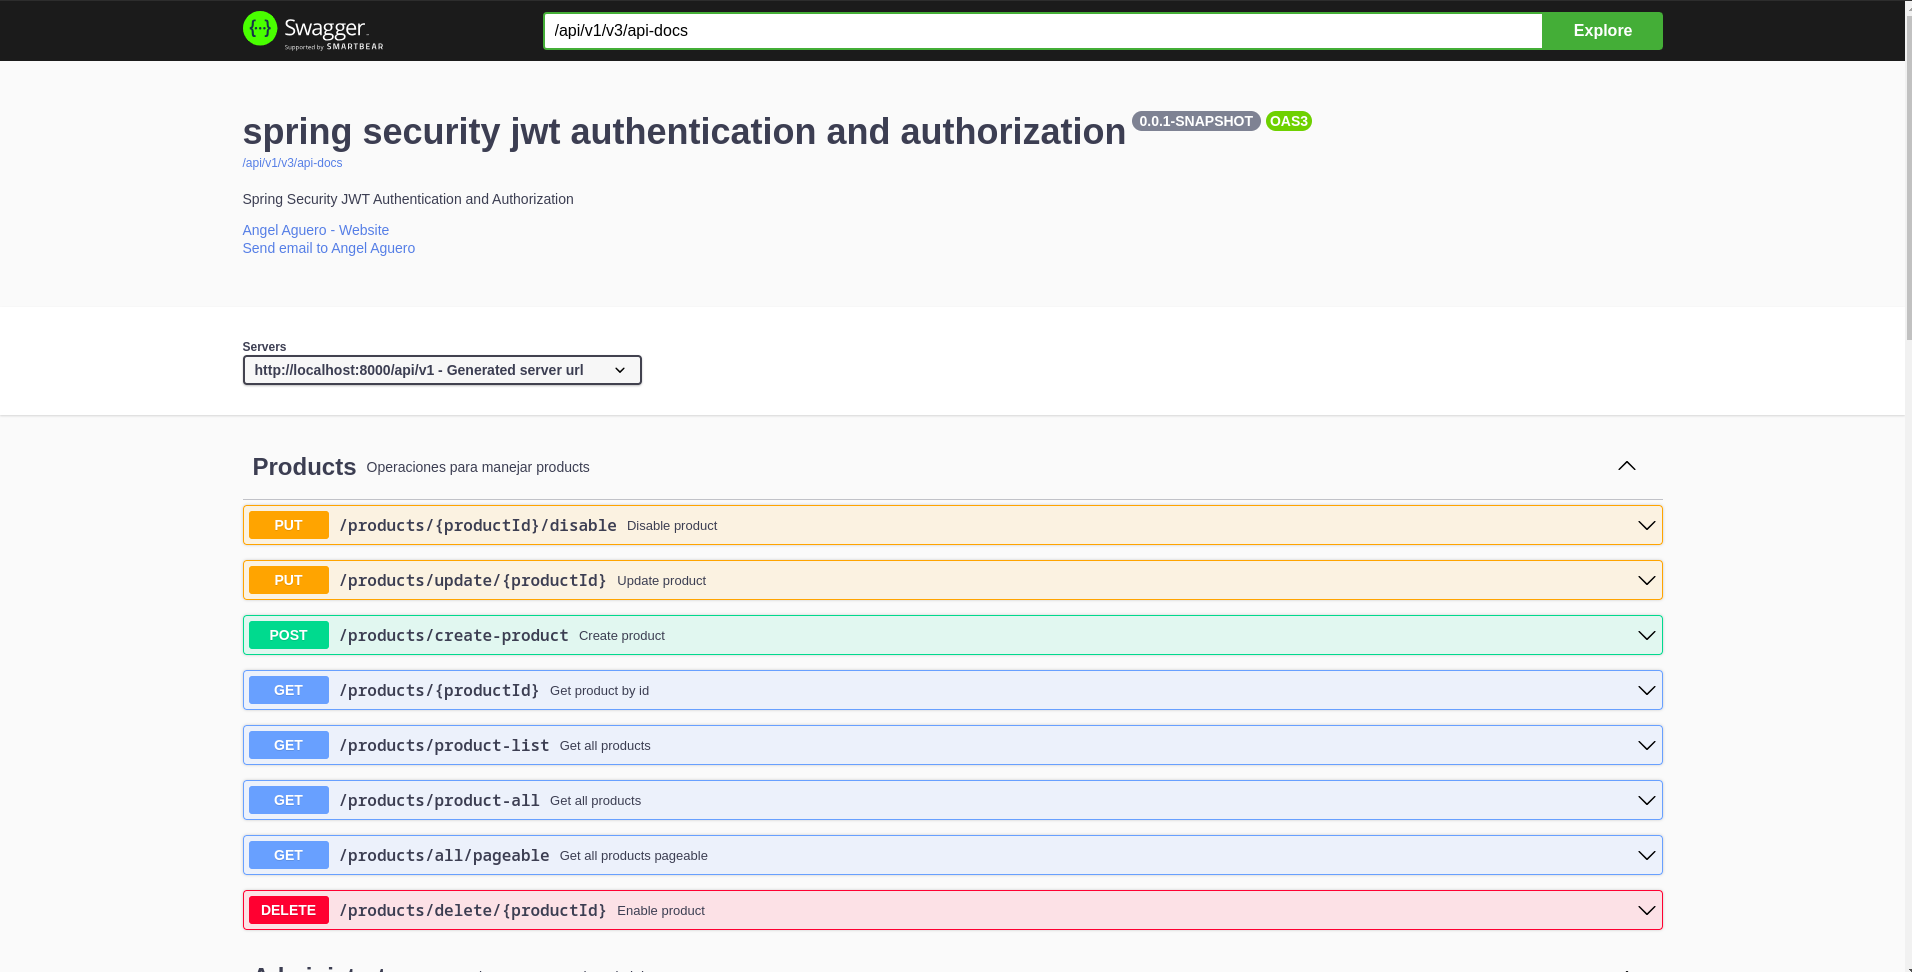 Swagger
Supported by SMARTBEAR
/api/v1/v3/api-docs
Explore
spring security jwt authentication and authorization 0.0.1-SNAPSHOT OAS3
/api/v1/v3/api-docs
Spring Security JWT Authentication and Authorization
Angel Aguero - Website
Send email to Angel Aguero
Servers
http://localhost:8000/api/v1 - Generated server url
Products Operaciones para manejar products
PUT /products/{productId}/disable Disable product
PUT /products/update/{productId} Update product
POST /products/create-product Create product
GET /products/{productId} Get product by id
GET /products/product-list Get all products
GET /products/product-all Get all products
GET /products/all/pageable Get all products pageable
DELETE /products/delete/{productId} Enable product